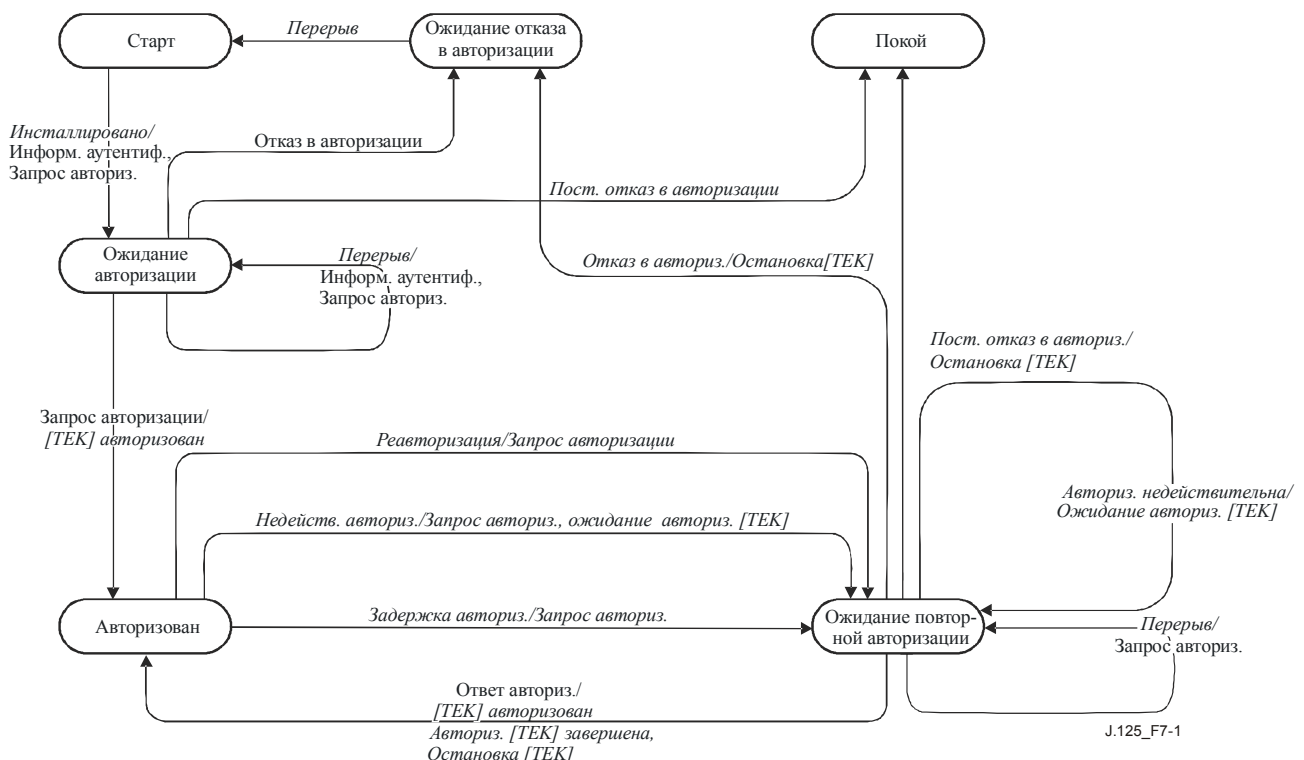 Старт
Перерыв
Ожидание отказа
в авторизации
Покой
Инсталлировано/
Информ. аутентиф.,
Запрос авториз.
Отказ в авторизации
Пост. отказ в авторизации
Ожидание
авторизации
Перерыв/
Информ. аутентиф.,
Запрос авториз.
Отказ в авториз./Остановка[TEK]
Пост. отказ в авториз./
Остановка [TEK]
Запрос авторизации/
[TEK] авторизован
Реавторизация/Запрос авторизации
Недейств. авториз./Запрос авториз., ожидание авториз. [TEK]
Авториз. недействительна/
Ожидание авториз. [TEK]
Авторизован
Задержка авториз./Запрос авториз.
Ожидание повтор-
ной авторизации
Перерыв/
Запрос авториз.
Ответ авториз./
[TEK] авторизован
Авториз. [TEK] завершена,
Остановка [TEK]
J.125_F7-1